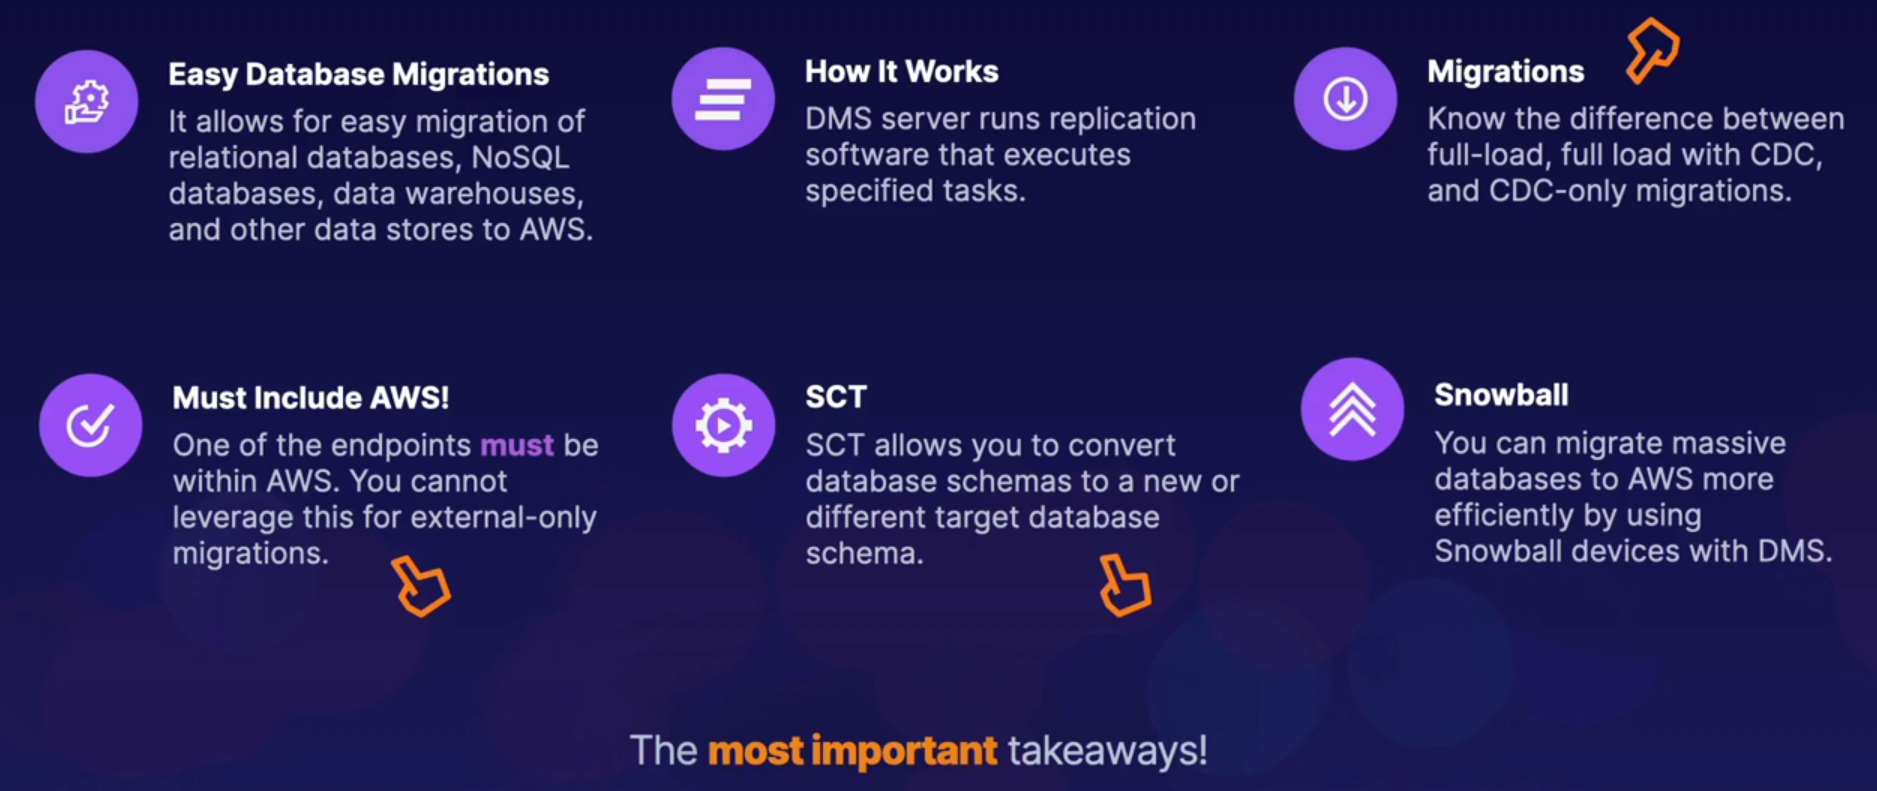 Easy Database Migrations
It allows for easy migration of
relational databases, NoSQL
databases, data warehouses,
and other data stores to AWS.
How It Works
DMS server runs replication
software that executes
specified tasks.
Migrations
Know the difference between
full-load, full load with CDC,
and CDC-only migrations.
Must Include AWS!
One of the endpoints must be
within AWS. You cannot
leverage this for external-only
migrations.
SCT
SCT allows you to convert
database schemas to a new or
different target database
schema.
Snowball
You can migrate massive
databases to AWS more
efficiently by using
Snowball devices with DMS.
The most important takeaways!